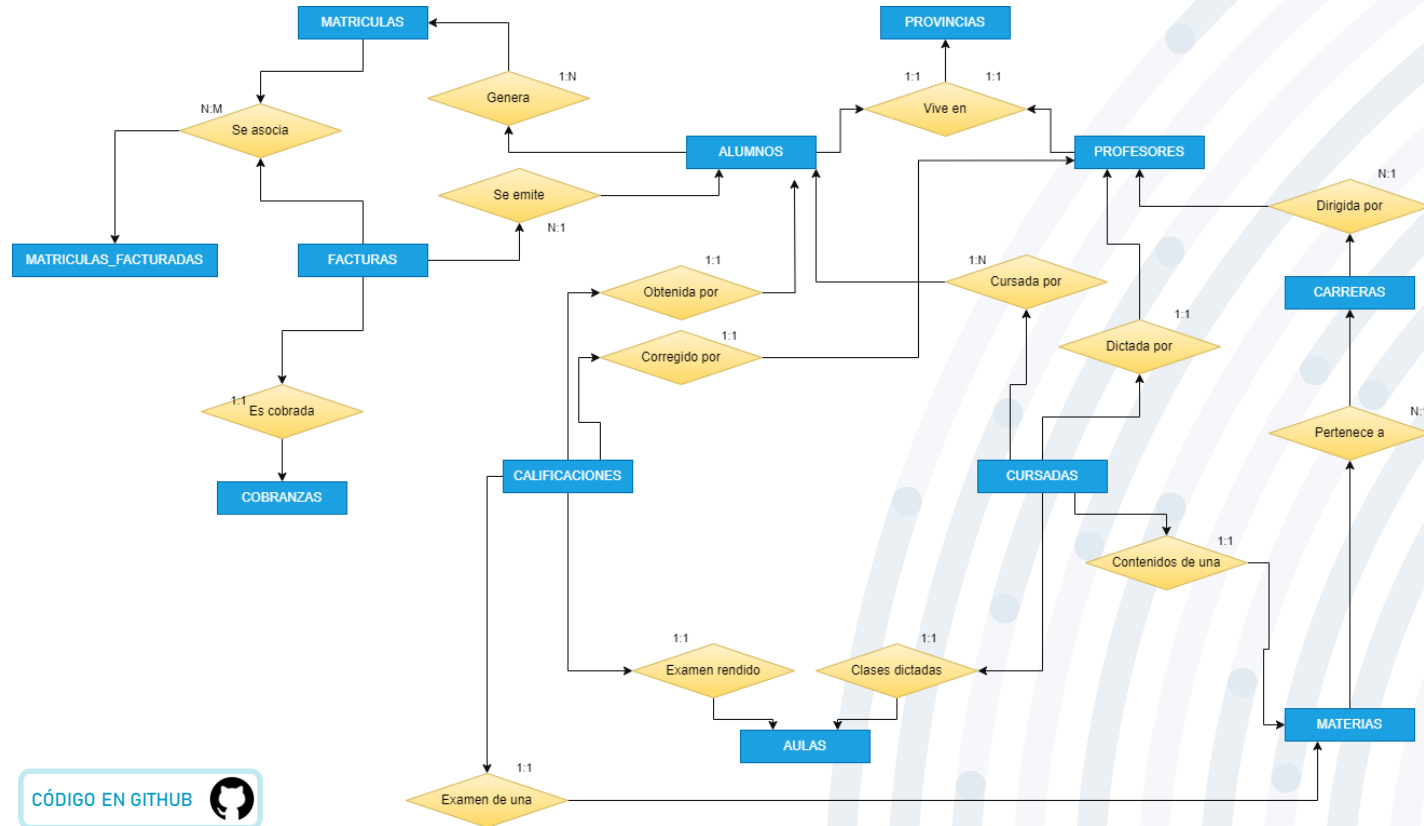 MATRICULAS
PROVINCIAS
1:N
1:1
1:1
Genera
Vive en
N:M
Se asocia
ALUMNOS
PROFESORES
N:1
Se emite
Dirigida por
N:1
MATRICULAS_FACTURADAS
FACTURAS
1:1
1:N
Obtenida por
Cursada por
CARRERAS
1:1
1:1
Corregido por
Dictada por
1:1
Es cobrada
N:1
Pertenece a
CALIFICACIONES
CURSADAS
COBRANZAS
1:1
Contenidos de una
1:1
1:1
Examen rendido
Clases dictadas
MATERIAS
AULAS
1:1
CÓDIGO EN GITHUB
Examen de una